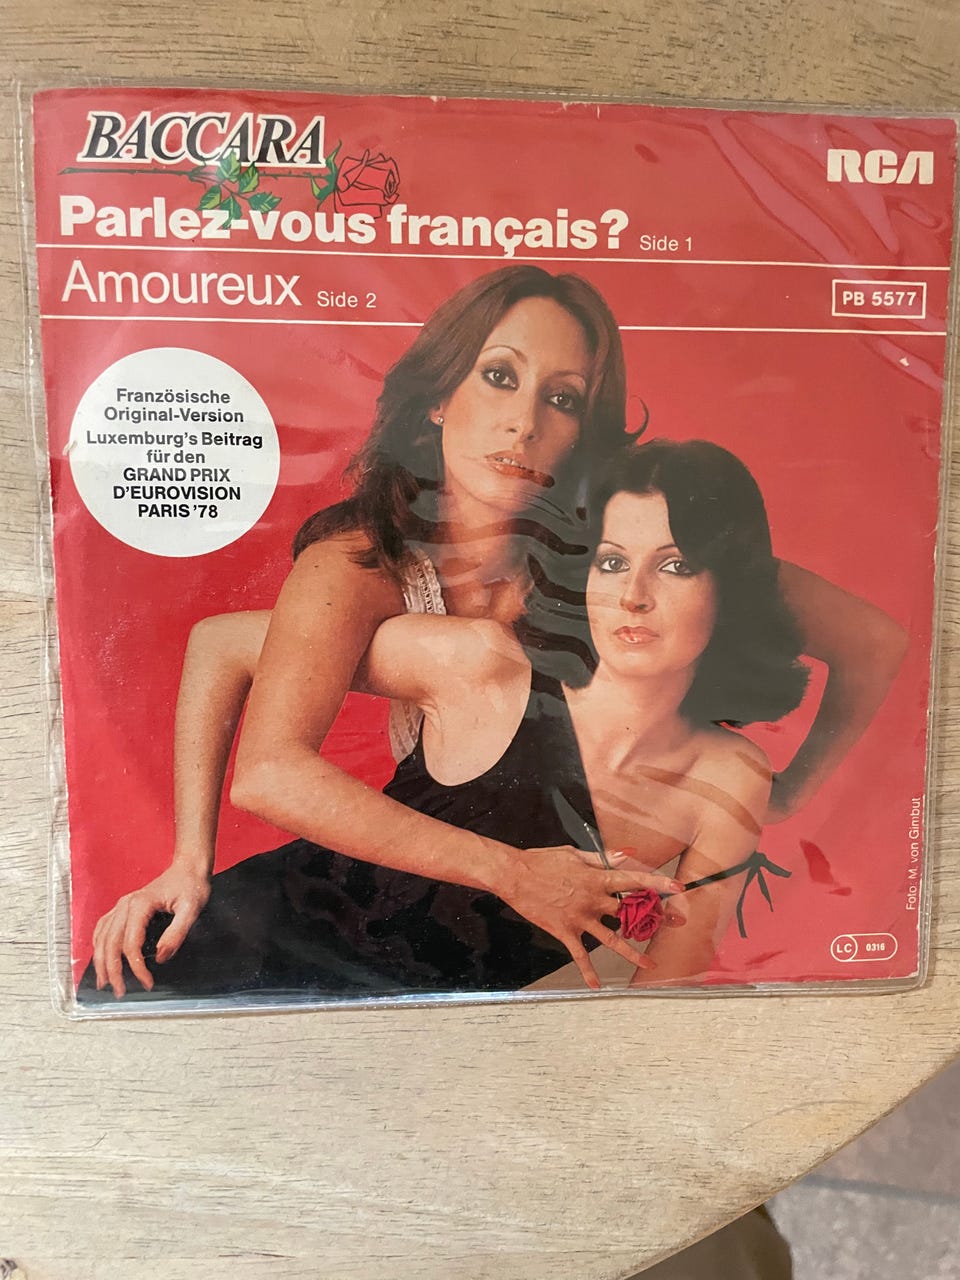 BACCARA
RCA
Parlez-vous français? Side 1
Amoureux Side 2
PB 5577
Französische
Original-Version
Luxemburg's Beitrag
für den
GRAND PRIX
D'EUROVISION
PARIS '78
Foto: M. von Gimbut
LC 0316